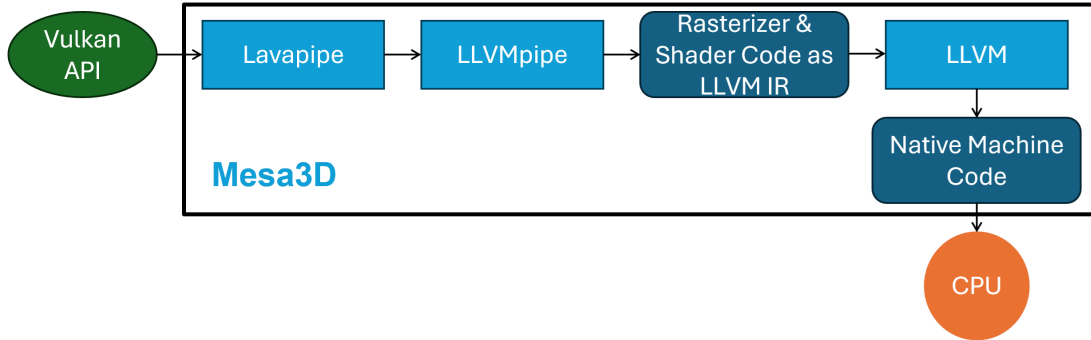 Vulkan
API
Lavapipe
LLVMpipe
Rasterizer &
Shader Code as
LLVM IR
LLVM
Native Machine
Code
Mesa3D
CPU